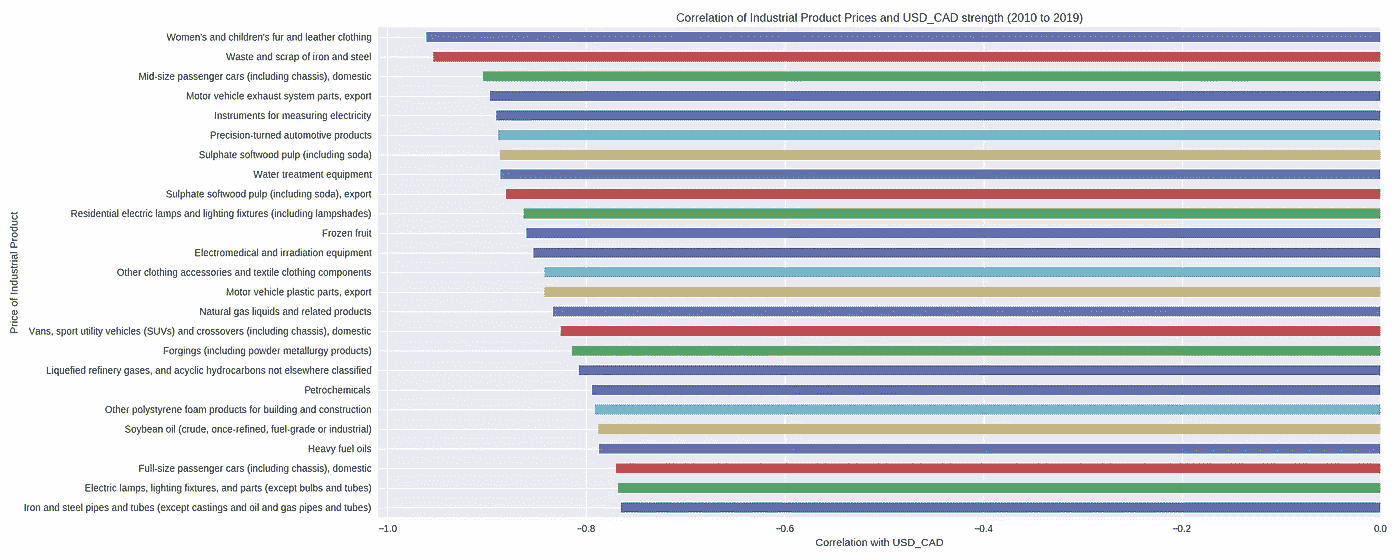 Correlation of Industrial Product Prices and USD_CAD strength (2010 to 2019)
Price of Industrial Product
Women's and children's fur and leather clothing
Waste and scrap of iron and steel
Mid-size passenger cars (including chassis), domestic
Motor vehicle exhaust system parts, export
Instruments for measuring electricity
Precision-turned automotive products
Sulphate softwood pulp (including soda)
Water treatment equipment
Sulphate softwood pulp (including soda), export
Residential electric lamps and lighting fixtures (including lampshades)
Frozen fruit
Electromedical and irradiation equipment
Other clothing accessories and textile clothing components
Motor vehicle plastic parts, export
Natural gas liquids and related products
Vans, sport utility vehicles (SUVs) and crossovers (including chassis), domestic
Forgings (including powder metallurgy products)
Liquefied refinery gases, and acyclic hydrocarbons not elsewhere classified
Petrochemicals
Other polystyrene foam products for building and construction
Soybean oil (crude, once-refined, fuel-grade or industrial)
Heavy fuel oils
Full-size passenger cars (including chassis), domestic
Electric lamps, lighting fixtures, and parts (except bulbs and tubes)
Iron and steel pipes and tubes (except castings and oil and gas pipes and tubes)
−1.0 −0.8 −0.6 −0.4 −0.2 0.0
Correlation with USD_CAD